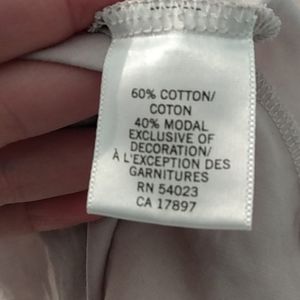 60% COTTON/
COTON
40% MODAL
EXCLUSIVE OF
DECORATION/
À L'EXCEPTION DES
GARNITURES
RN 54023
CA 17897